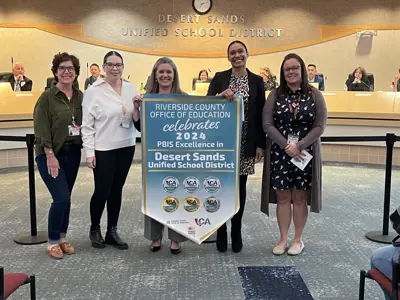 DESERT SANDS
UNIFIED SCHOOL DISTRICT
RIVERSIDE COUNTY
OFFICE OF EDUCATION
celebrates
2024
PBIS Excellence in
Desert Sands
Unified School District